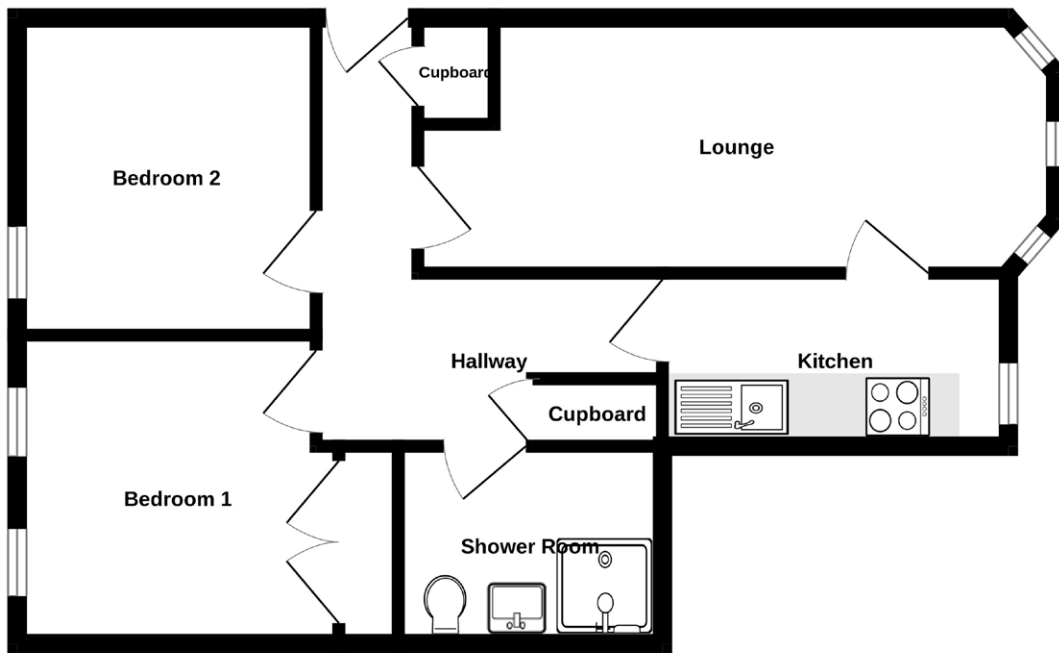 Cupboard
Lounge
Bedroom 2
Hallway
Kitchen
Cupboard
Bedroom 1
Shower Room